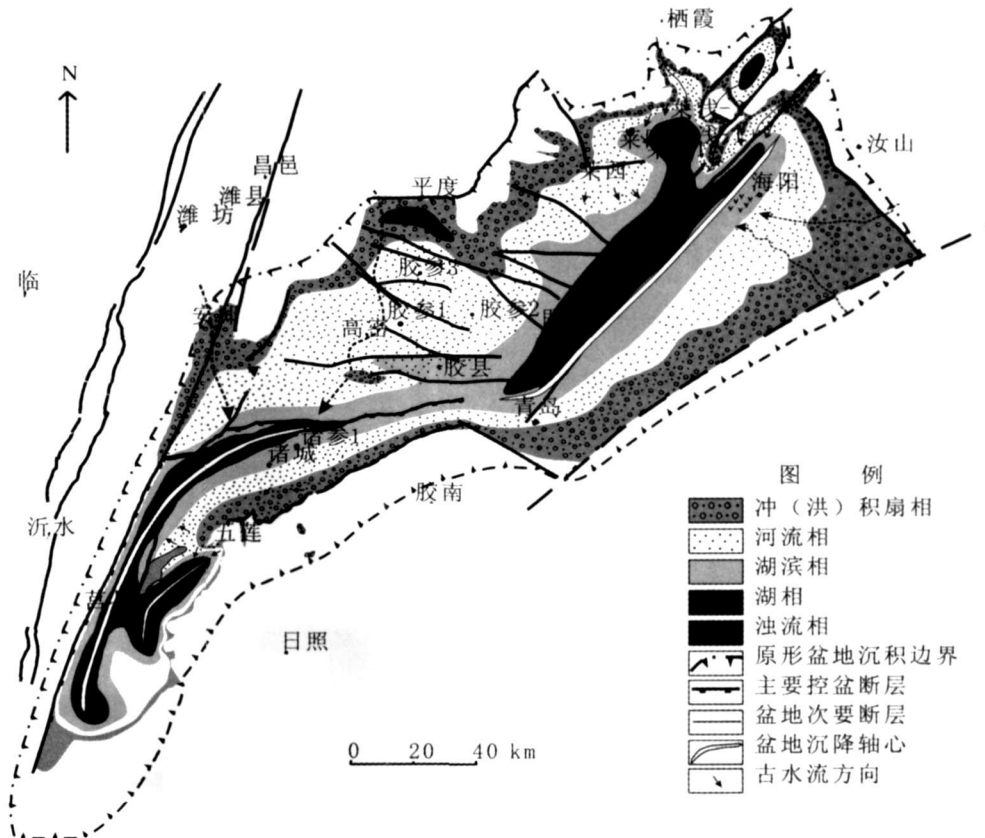 栖霞
N
汝山
昌邑
潍县
潍坊
平度
莱西
海阳
临
胶参3
胶参1
胶参2
高密
胶县
青岛
诸参1
诸城
胶南
沂水
五莲
莒
日照
0 20 40 km
图 例
冲（洪）积扇相
河流相
湖滨相
湖相
浊流相
原形盆地沉积边界
主要控盆断层
盆地次要断层
盆地沉降轴心
古水流方向